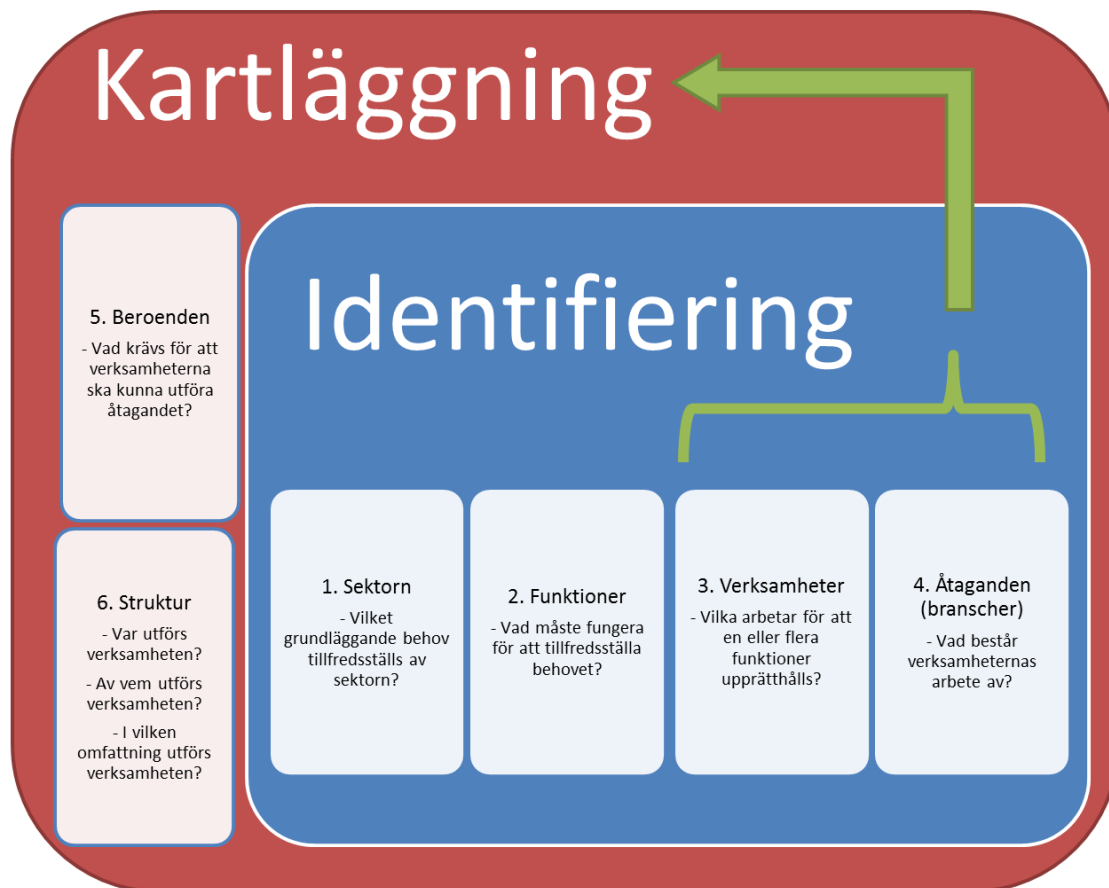 Kartläggning
Identifiering
5. Beroenden
- Vad krävs för att
verksamheterna
ska kunna utföra
åtagandet?
6. Struktur
- Var utförs
verksamheten?
- Av vem utförs
verksamheten?
- I vilken
omfattning utförs
verksamheten?
1. Sektorn
- Vilket
grundläggande behov
tillfredsställs av
sektorn?
2. Funktioner
- Vad måste fungera
för att tillfredsställa
behovet?
3. Verksamheter
- Vilka arbetar för att
en eller flera
funktioner
upprätthålls?
4. Åtaganden
(branscher)
- Vad består
verksamheternas
arbete av?